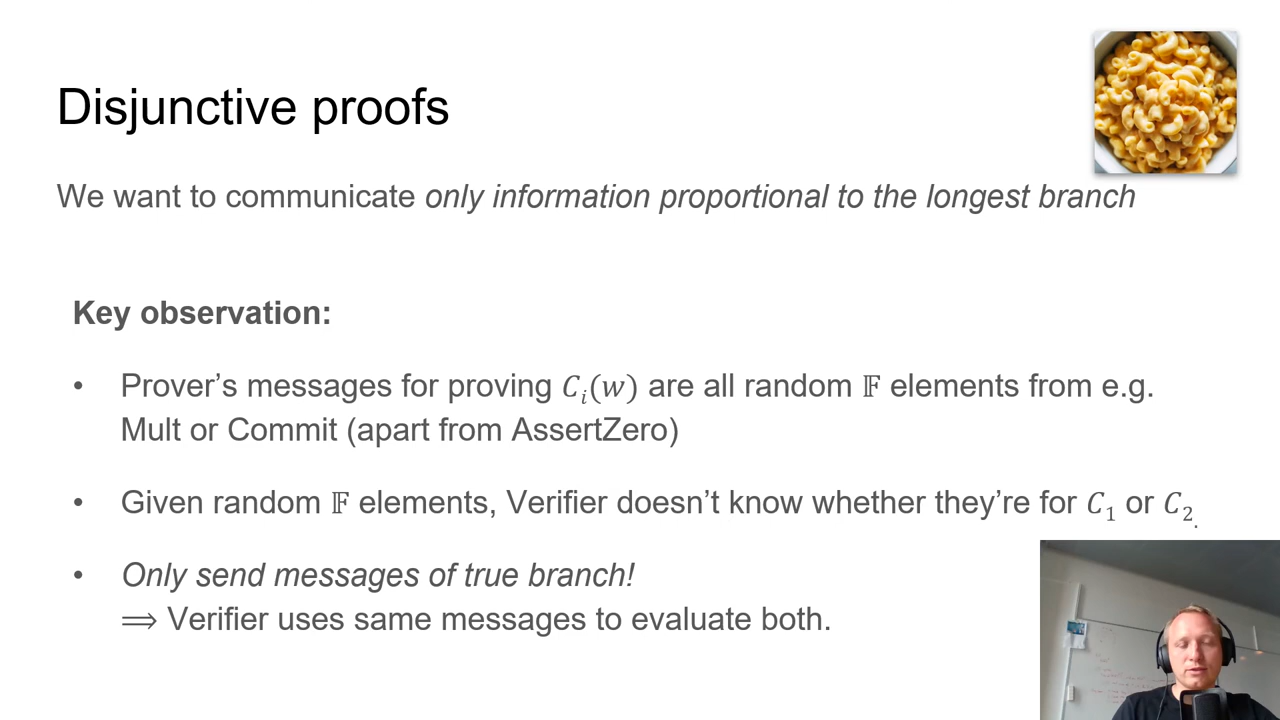 Disjunctive proofs
We want to communicate only information proportional to the longest branch
Key observation:
• Prover’s messages for proving 𝐶ᵢ(𝑤) are all random 𝔽 elements from e.g.
Mult or Commit (apart from AssertZero)
• Given random 𝔽 elements, Verifier doesn’t know whether they’re for 𝐶₁ or 𝐶₂.
• Only send messages of true branch!
⟹ Verifier uses same messages to evaluate both.